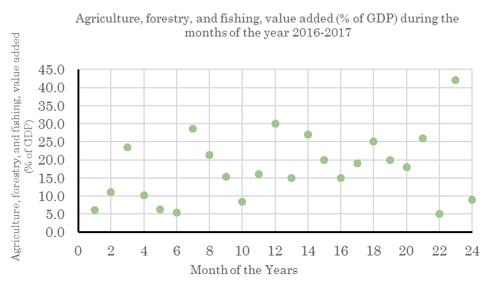 Agriculture, forestry, and fishing, value added (% of GDP) during the
months of the year 2016-2017
Agriculture, forestry, and fishing, value added
(% of GDP)
45.0
40.0
35.0
30.0
25.0
20.0
15.0
10.0
5.0
0.0
0 2 4 6 8 10 12 14 16 18 20 22 24
Month of the Years